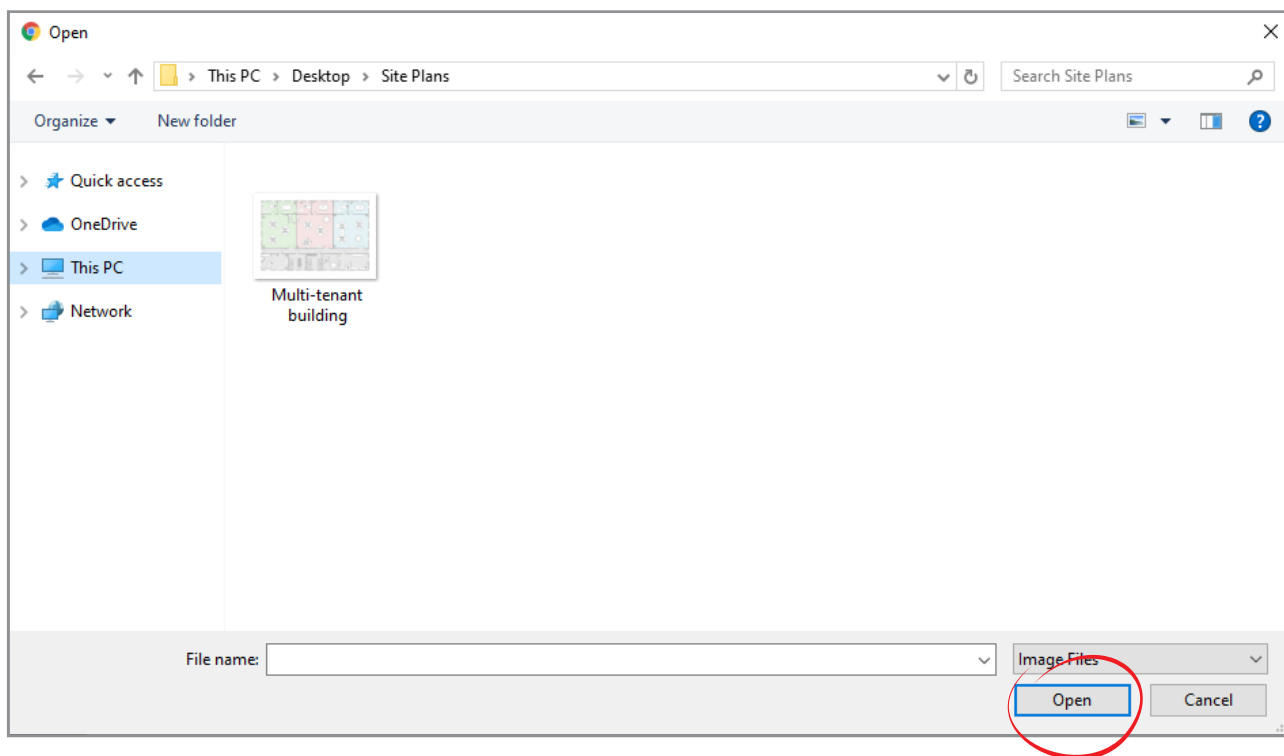 Open
This PC > Desktop > Site Plans
Search Site Plans
Organize
New folder
Quick access
OneDrive
This PC
Network
Multi-tenant
building
File name:
Image Files
Open
Cancel